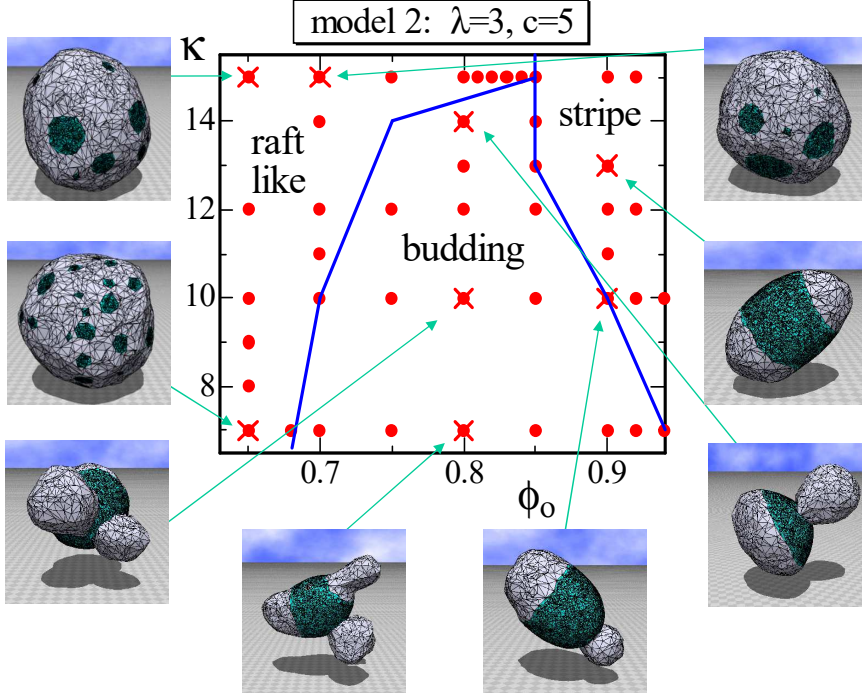 model 2: λ=3, c=5
κ
14
12
10
8
raft
like
stripe
budding
0.7
0.8
0.9
ϕo